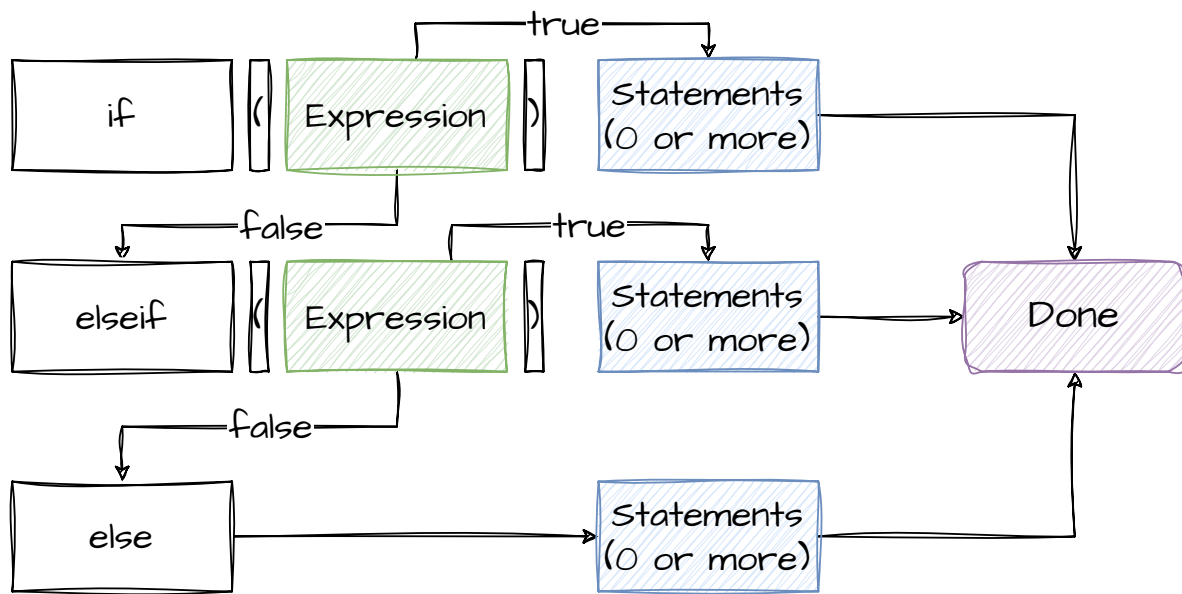 true
if
(
Expression
)
Statements
(0 or more)
false
true
elseif
(
Expression
)
Statements
(0 or more)
Done
false
else
Statements
(0 or more)